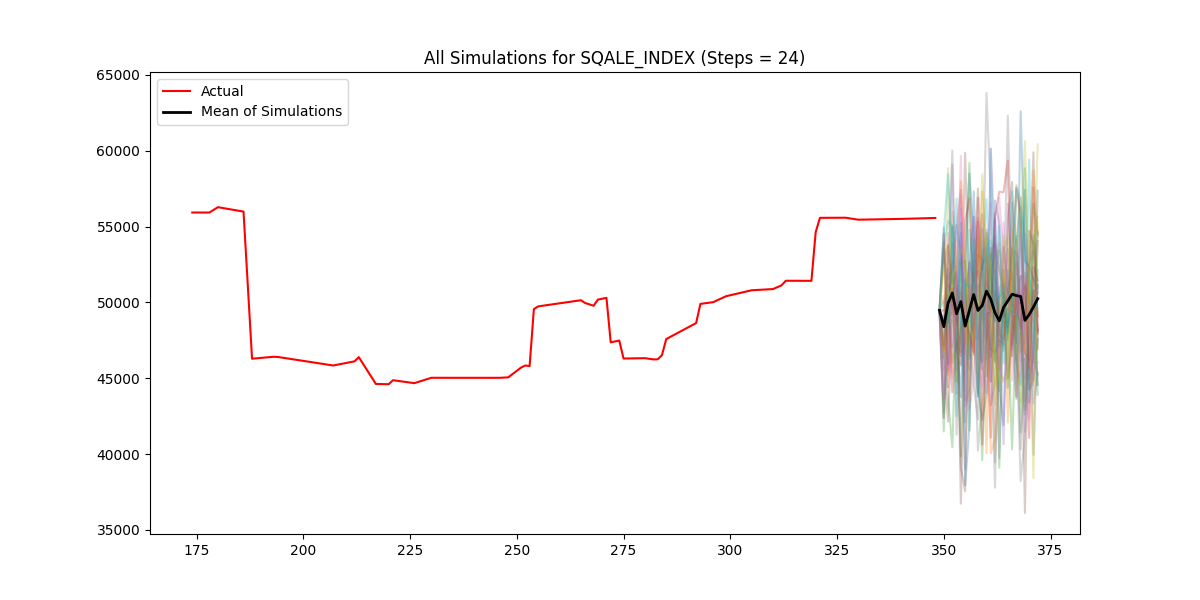 All Simulations for SQALE_INDEX (Steps = 24)
65000
Actual
Mean of Simulations
60000
55000
50000
45000
40000
35000
175 200 225 250 275 300 325 350 375